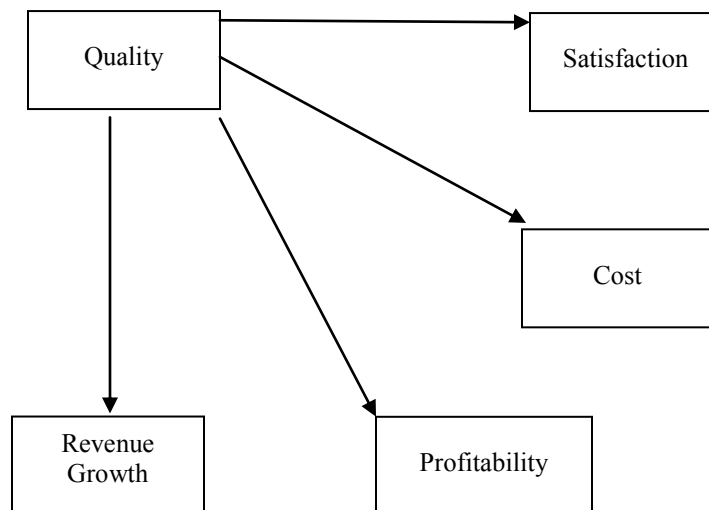 Quality
Satisfaction
Cost
Revenue
Growth
Profitability